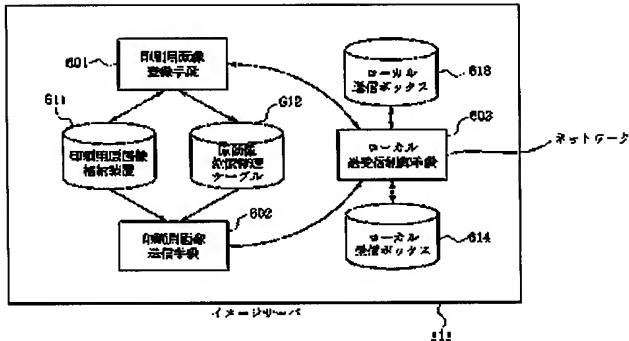 601
印刷用画像
登録手段
ローカル
送信ボックス
613
611
612
603
印刷用原画像
格納装置
原画像
位置管理
テーブル
ローカル
送受信制御手段
ネットワーク
602
印刷用画像
送信手段
ローカル
受信ボックス
614
イメージサーバ